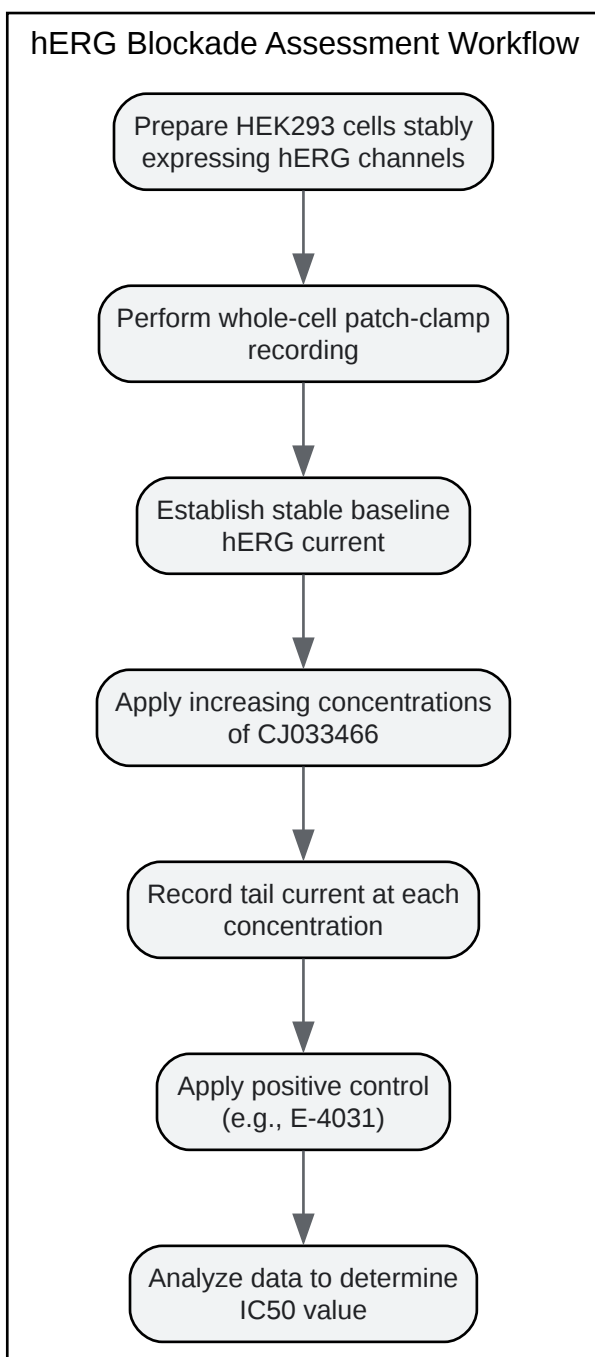 hERG Blockade Assessment Workflow
Prepare HEK293 cells stably
expressing hERG channels
Perform whole-cell patch-clamp
recording
Establish stable baseline
hERG current
Apply increasing concentrations
of CJ033466
Record tail current at each
concentration
Apply positive control
(e.g., E-4031)
Analyze data to determine
IC50 value